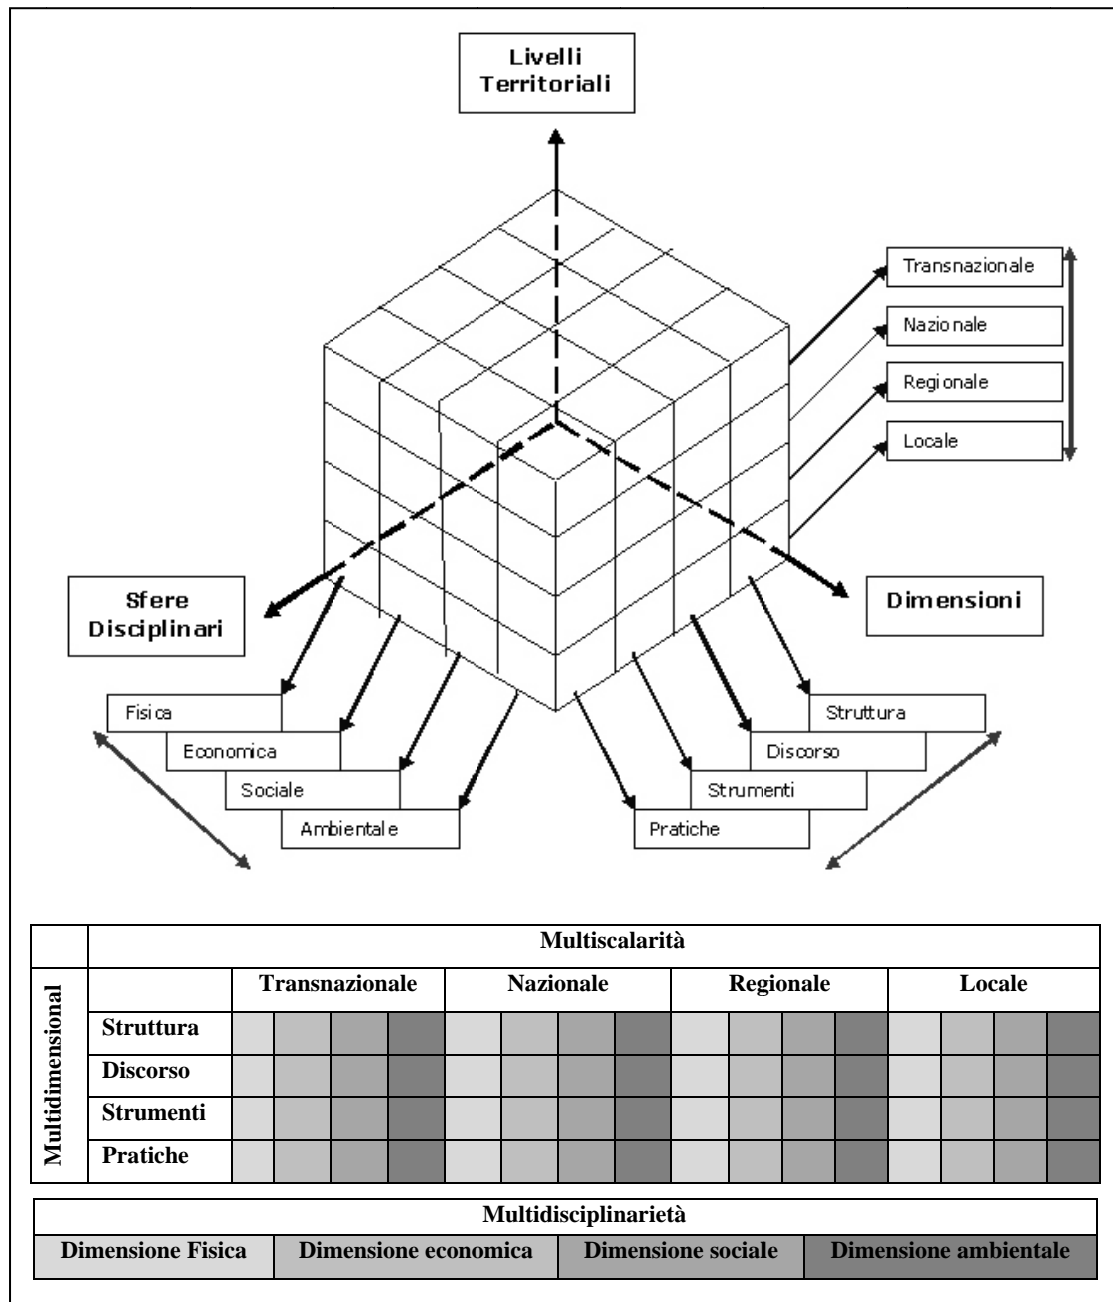 Livelli
Territoriali
Transnazionale
Nazionale
Regionale
Locale
Sfere
Disciplinari
Dimensioni
Fisica
Economica
Sociale
Ambientale
Struttura
Discorso
Strumenti
Pratiche
Multiscalarità
Multidimensional
Transnazionale Nazionale Regionale Locale
Struttura
Discorso
Strumenti
Pratiche
Multidisciplinarietà
Dimensione Fisica Dimensione economica Dimensione sociale Dimensione ambientale